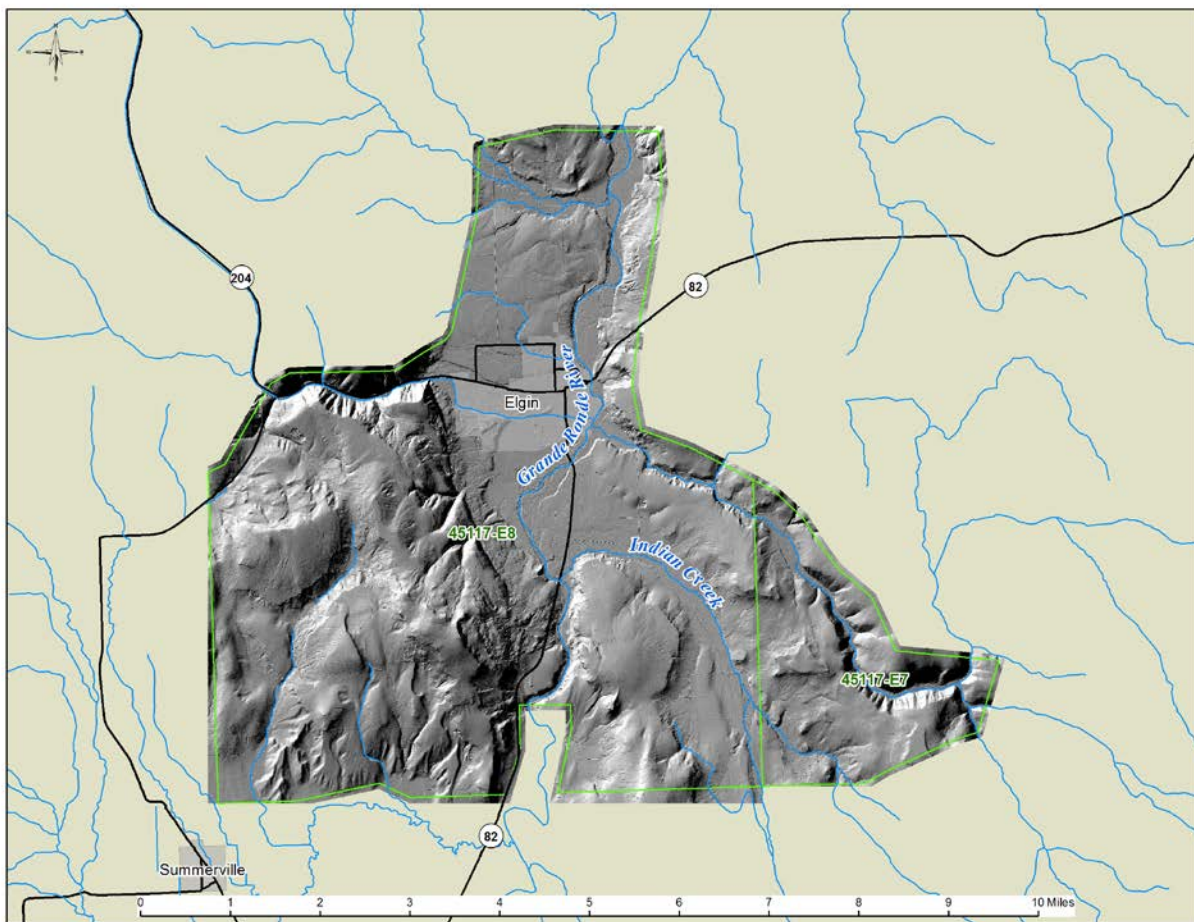 N
W E
S
204
82
Elgin
Grande Ronde River
45117-E8
Indian Creek
45117-E7
82
Summerville
0 1 2 3 4 5 6 7 8 9 10 Miles